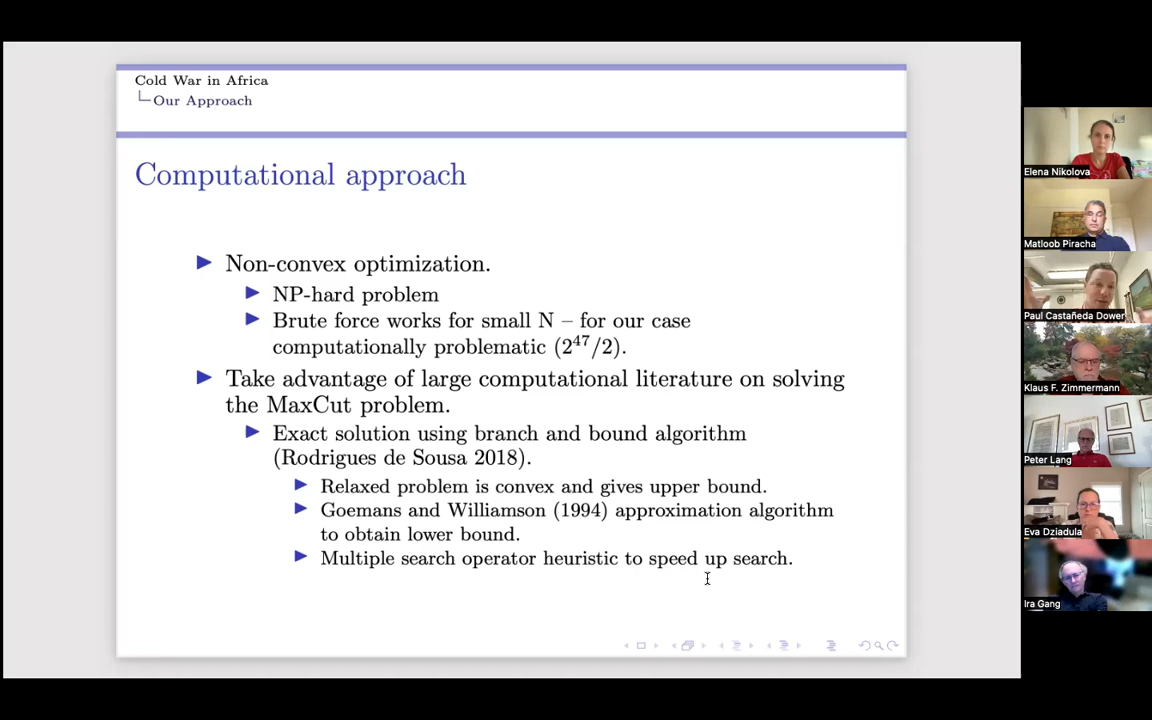 Cold War in Africa
Our Approach
Computational approach
Non-convex optimization.
NP-hard problem
Brute force works for small N – for our case
computationally problematic (2^47/2).
Take advantage of large computational literature on solving
the MaxCut problem.
Exact solution using branch and bound algorithm
(Rodrigues de Sousa 2018).
Relaxed problem is convex and gives upper bound.
Goemans and Williamson (1994) approximation algorithm
to obtain lower bound.
Multiple search operator heuristic to speed up search.
Elena Nikolova
Matloob Piracha
Paul Castañeda Dower
Klaus F. Zimmermann
Peter Lang
Eva Dziadula
Ira Gang